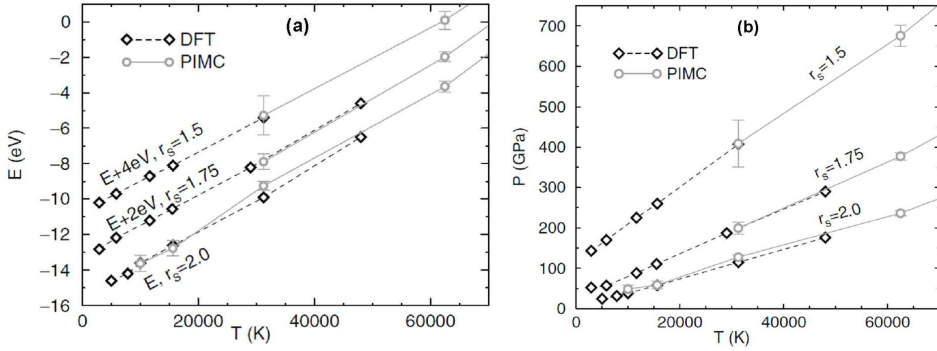 (a)
DFT
PIMC
E+4eV, r_s=1.5
E+2eV, r_s=1.75
E, r_s=2.0
E (eV)
0
−2
−4
−6
−8
−10
−12
−14
−16
0 20000 40000 60000
T (K)
(b)
DFT
PIMC
r_s=1.5
r_s=1.75
r_s=2.0
P (GPa)
700
600
500
400
300
200
100
0
0 20000 40000 60000
T (K)